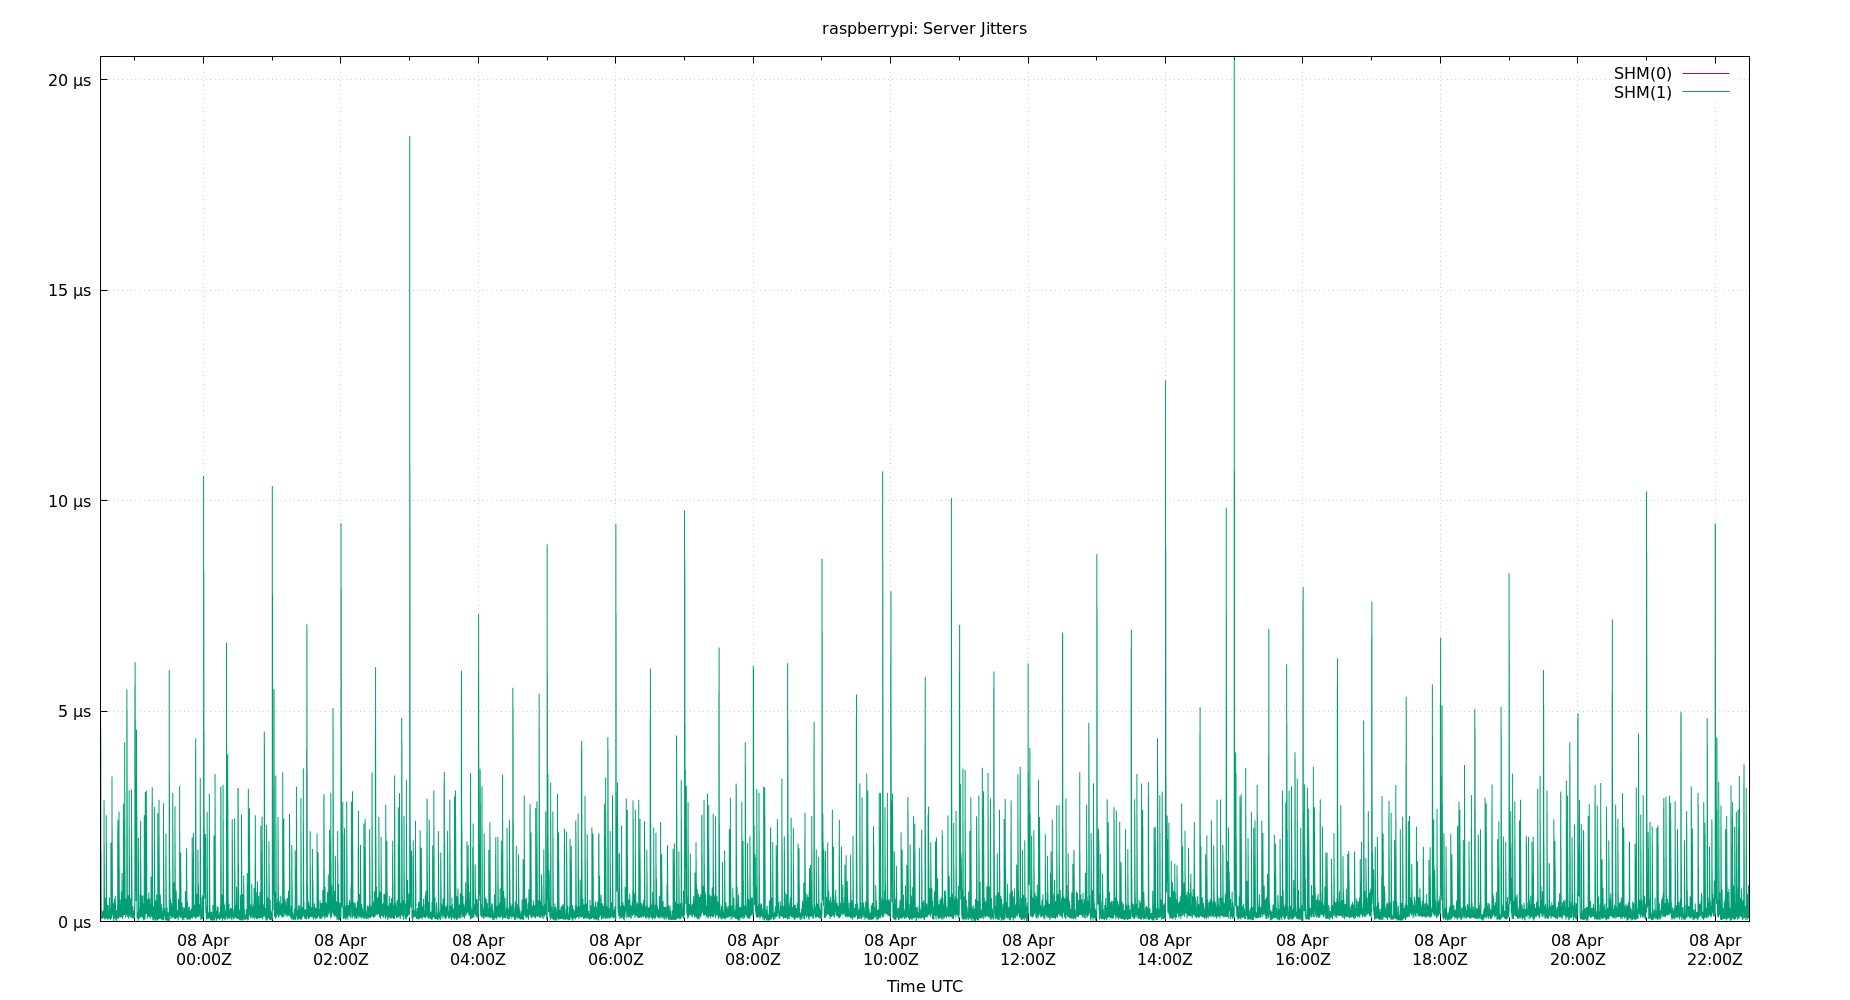 raspberrypi: Server Jitters
SHM(0)
SHM(1)
20 µs
15 µs
10 µs
5 µs
0 µs
08 Apr 08 Apr 08 Apr 08 Apr 08 Apr 08 Apr 08 Apr 08 Apr 08 Apr 08 Apr 08 Apr 08 Apr
00:00Z 02:00Z 04:00Z 06:00Z 08:00Z 10:00Z 12:00Z 14:00Z 16:00Z 18:00Z 20:00Z 22:00Z
Time UTC